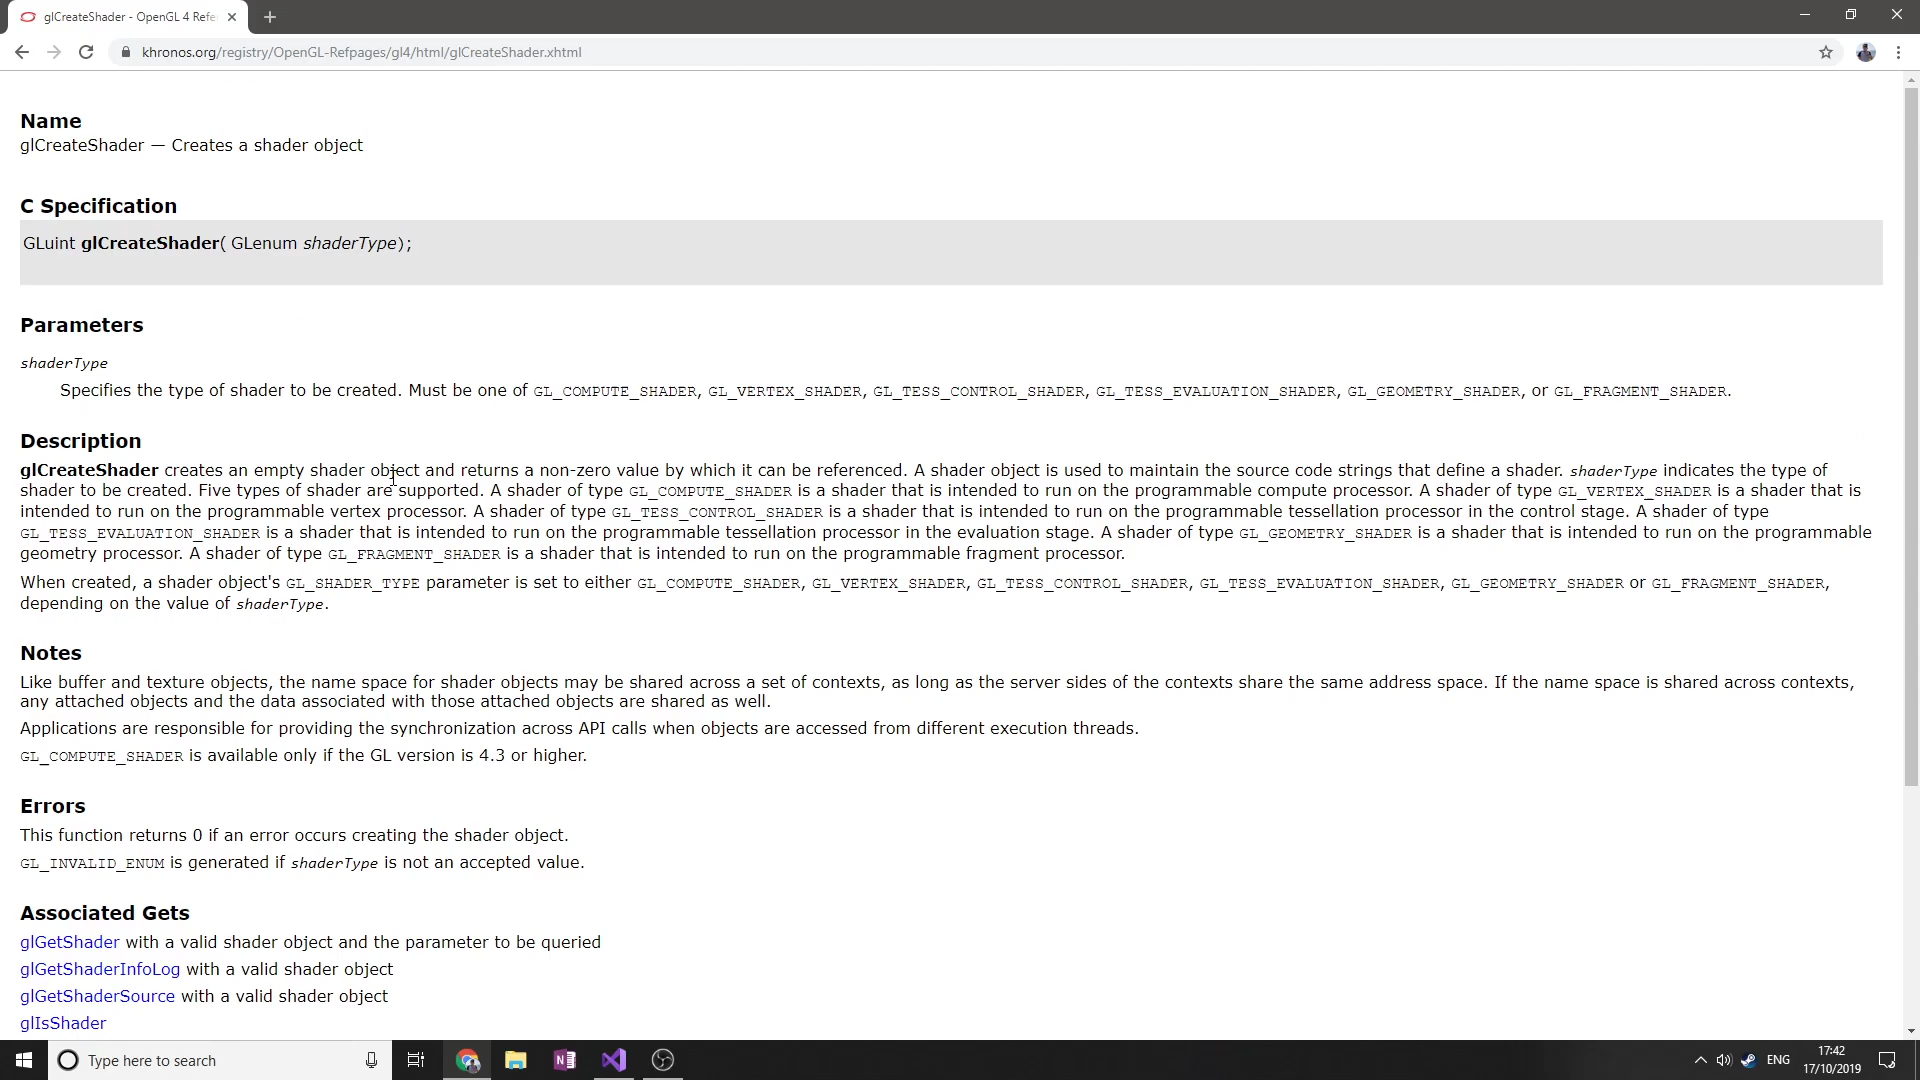 glCreateShader - OpenGL 4 Refe
khronos.org/registry/OpenGL-Refpages/gl4/html/glCreateShader.xhtml
Name
glCreateShader — Creates a shader object
C Specification
GLuint glCreateShader( GLenum shaderType);
Parameters
shaderType
Specifies the type of shader to be created. Must be one of GL_COMPUTE_SHADER, GL_VERTEX_SHADER, GL_TESS_CONTROL_SHADER, GL_TESS_EVALUATION_SHADER, GL_GEOMETRY_SHADER, or GL_FRAGMENT_SHADER.
Description
glCreateShader creates an empty shader object and returns a non-zero value by which it can be referenced. A shader object is used to maintain the source code strings that define a shader. shaderType indicates the type of
shader to be created. Five types of shader are supported. A shader of type GL_COMPUTE_SHADER is a shader that is intended to run on the programmable compute processor. A shader of type GL_VERTEX_SHADER is a shader that is
intended to run on the programmable vertex processor. A shader of type GL_TESS_CONTROL_SHADER is a shader that is intended to run on the programmable tessellation processor in the control stage. A shader of type
GL_TESS_EVALUATION_SHADER is a shader that is intended to run on the programmable tessellation processor in the evaluation stage. A shader of type GL_GEOMETRY_SHADER is a shader that is intended to run on the programmable
geometry processor. A shader of type GL_FRAGMENT_SHADER is a shader that is intended to run on the programmable fragment processor.
When created, a shader object's GL_SHADER_TYPE parameter is set to either GL_COMPUTE_SHADER, GL_VERTEX_SHADER, GL_TESS_CONTROL_SHADER, GL_TESS_EVALUATION_SHADER, GL_GEOMETRY_SHADER or GL_FRAGMENT_SHADER,
depending on the value of shaderType.
Notes
Like buffer and texture objects, the name space for shader objects may be shared across a set of contexts, as long as the server sides of the contexts share the same address space. If the name space is shared across contexts,
any attached objects and the data associated with those attached objects are shared as well.
Applications are responsible for providing the synchronization across API calls when objects are accessed from different execution threads.
GL_COMPUTE_SHADER is available only if the GL version is 4.3 or higher.
Errors
This function returns 0 if an error occurs creating the shader object.
GL_INVALID_ENUM is generated if shaderType is not an accepted value.
Associated Gets
glGetShader with a valid shader object and the parameter to be queried
glGetShaderInfoLog with a valid shader object
glGetShaderSource with a valid shader object
glIsShader
Type here to search
ENG
17:42
17/10/2019